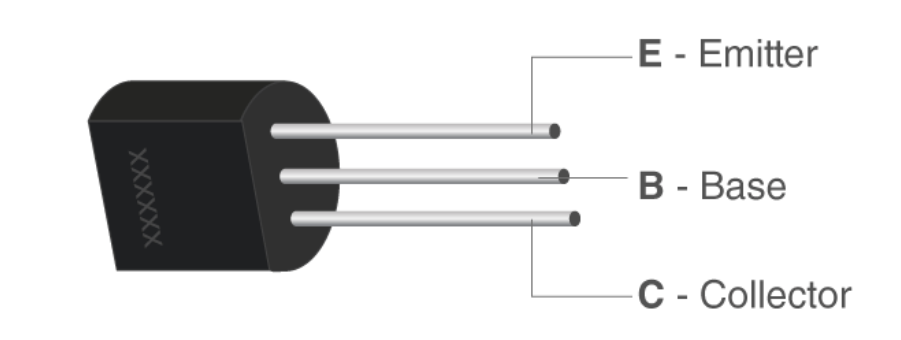 E - Emitter
XXXXXX
B - Base
C - Collector